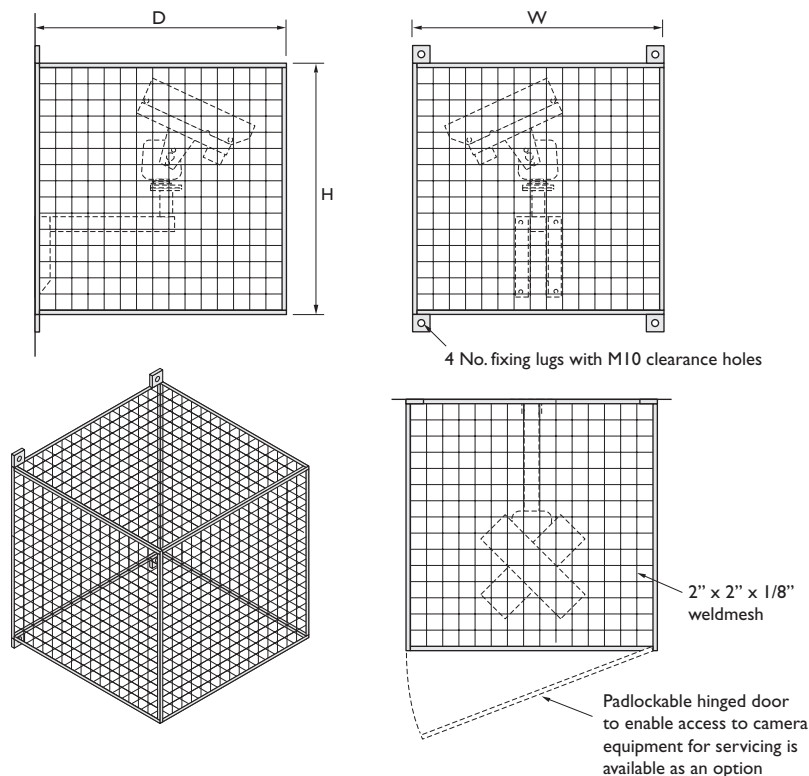 D
W
H
4 No. fixing lugs with M10 clearance holes
2” x 2” x 1/8”
weldmesh
Padlockable hinged door
to enable access to camera
equipment for servicing is
available as an option